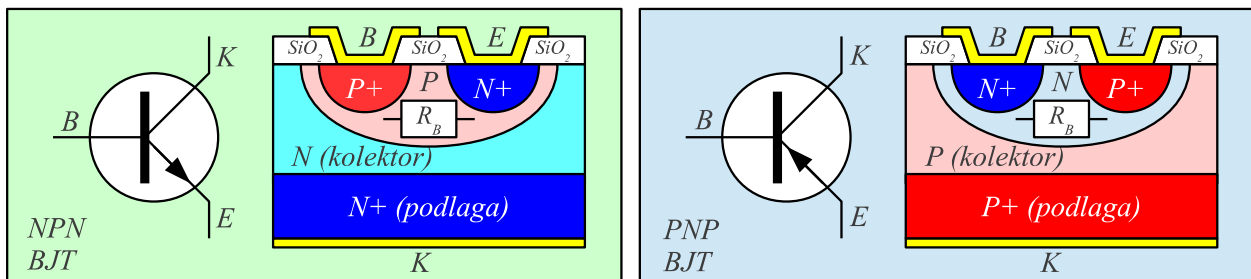 K
B
E
NPN
BJT
SiO2 B SiO2 E SiO2
P+ P N+
RB
N (kolektor)
N+ (podlaga)
K
K
B
E
PNP
BJT
SiO2 B SiO2 E SiO2
N+ N P+
RB
P (kolektor)
P+ (podlaga)
K